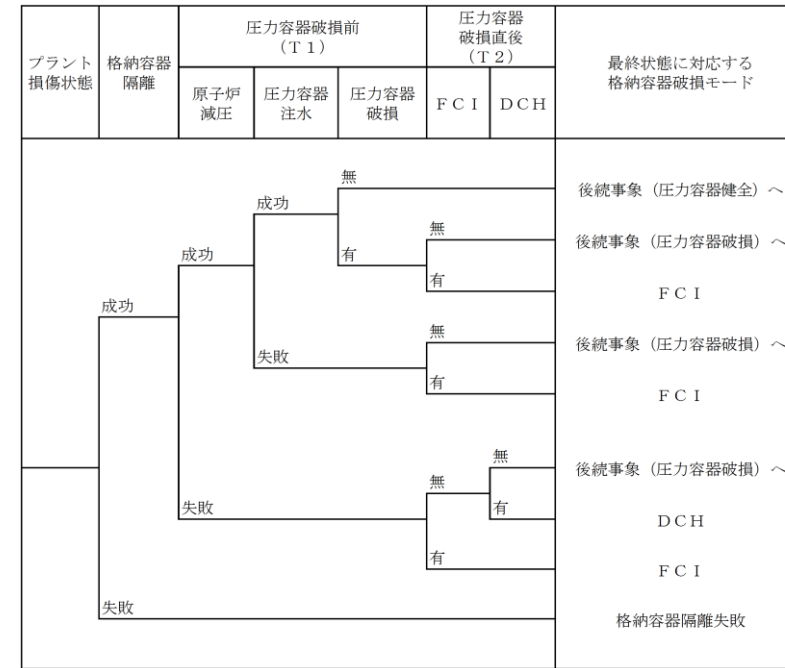 プラント
損傷状態
格納容器
隔離
圧力容器破損前
（Ｔ１）
原子炉
減圧
圧力容器
注水
圧力容器
破損
圧力容器
破損直後
（Ｔ２）
ＦＣＩ
ＤＣＨ
最終状態に対応する
格納容器破損モード
無
後続事象（圧力容器健全）へ
成功
無
後続事象（圧力容器破損）へ
成功
有
有
ＦＣＩ
成功
無
後続事象（圧力容器破損）へ
失敗
有
ＦＣＩ
無
後続事象（圧力容器破損）へ
無
失敗
有
ＤＣＨ
有
ＦＣＩ
失敗
格納容器隔離失敗